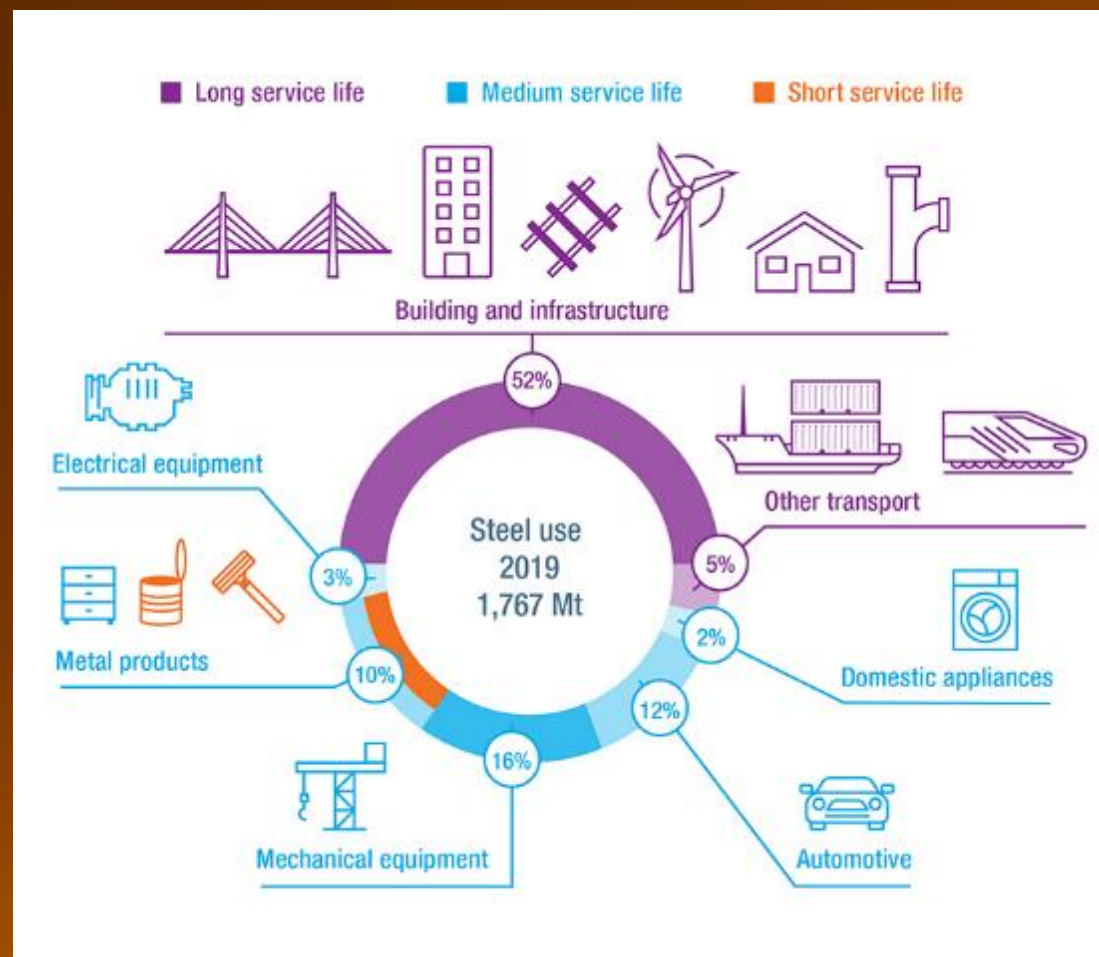 Long service life
Medium service life
Short service life
Building and infrastructure
52%
Electrical equipment
Other transport
Steel use
2019
1,767 Mt
3%
5%
Metal products
10%
2%
Domestic appliances
12%
16%
Mechanical equipment
Automotive